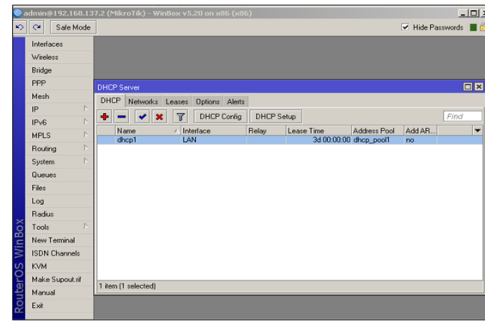 admin@192.168.137.2 (MikroTik) - WinBox v5.20 on x86 (x86)
Safe Mode
Hide Passwords
Interfaces
Wireless
Bridge
PPP
Mesh
IP
IPv6
MPLS
Routing
System
Queues
Files
Log
Radius
Tools
New Terminal
ISDN Channels
KVM
Make Supout.rif
Manual
Exit
RouterOS WinBox
DHCP Server
DHCP Networks Leases Options Alerts
DHCP Config DHCP Setup Find
Name Interface Relay Lease Time Address Pool Add AR...
dhcp1 LAN 3d 00:00:00 dhcp_pool1 no
1 item (1 selected)